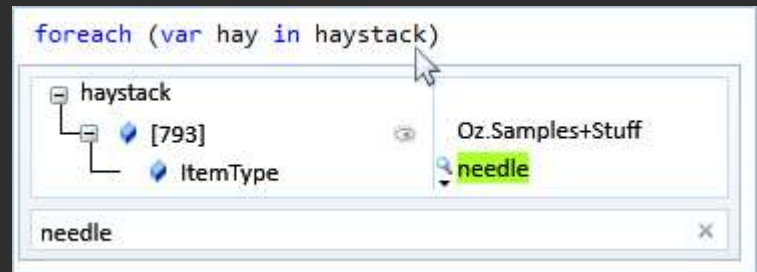 foreach (var hay in haystack)
haystack
[793] Oz.Samples+Stuff
ItemType needle
needle